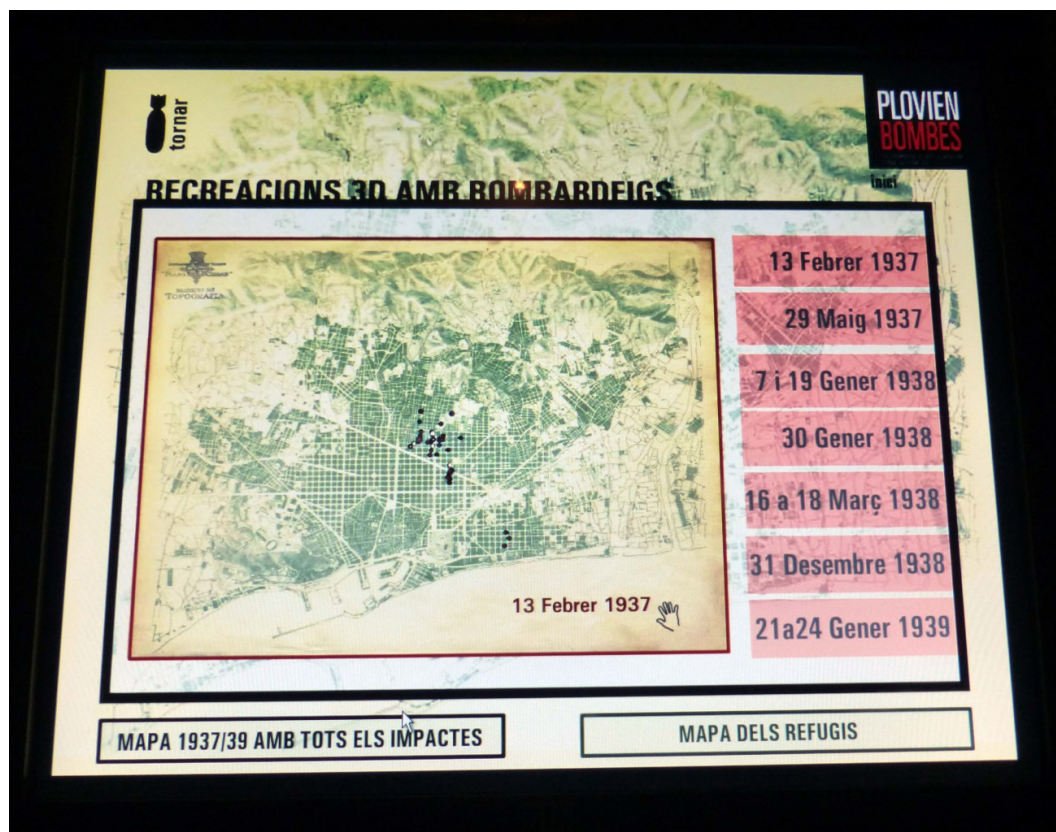 tornar
PLOVIEN
BOMBES
inici
RECREACIONS 3D AMB BOMBARDEIGS
TOPOGRAFIA
13 Febrer 1937
13 Febrer 1937
29 Maig 1937
7 i 19 Gener 1938
30 Gener 1938
16 a 18 Març 1938
31 Desembre 1938
21a24 Gener 1939
MAPA 1937/39 AMB TOTS ELS IMPACTES
MAPA DELS REFUGIS